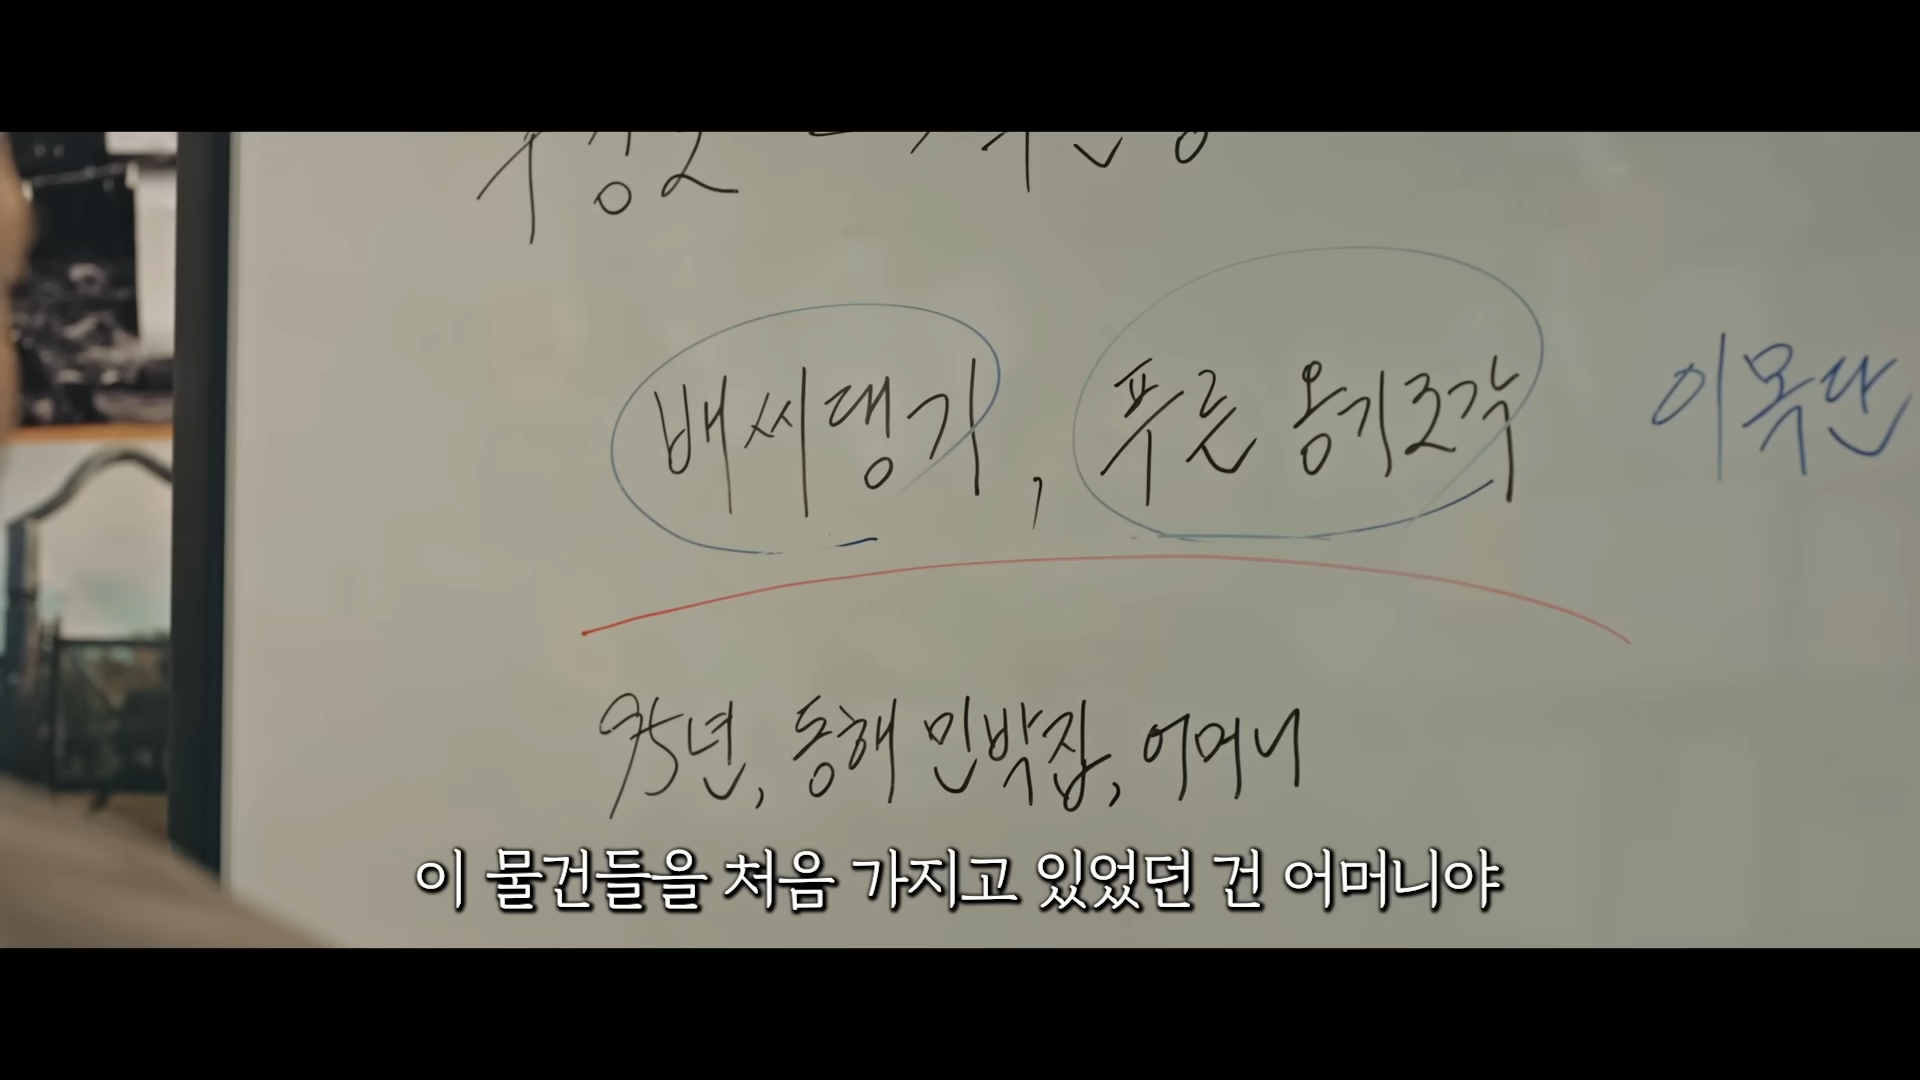 배씨댕기, 푸른 옹기조각 이목단
95년, 동해 민박집, 어머니
이 물건들을 처음 가지고 있었던 건 어머니야